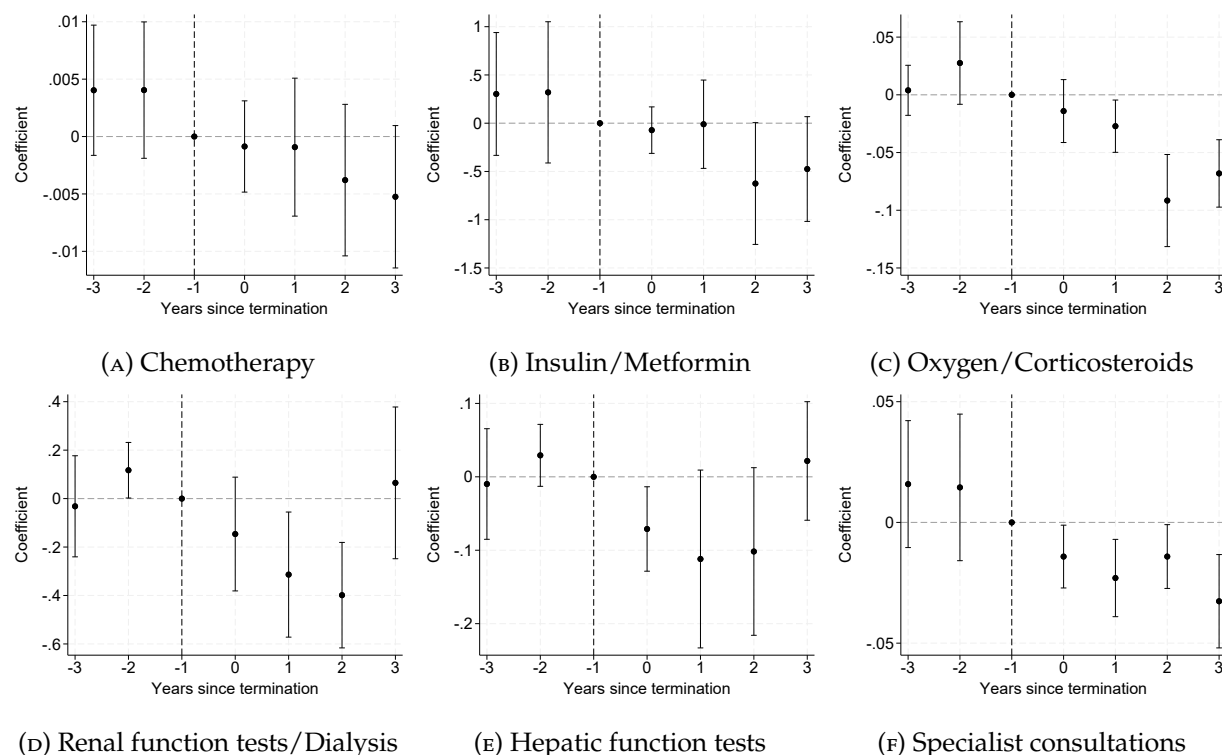 .01
.005
0
-.005
-.01
Coefficient
-3 -2 -1 0 1 2 3
Years since termination
(A) Chemotherapy
1
.5
0
-.5
-1
-1.5
Coefficient
-3 -2 -1 0 1 2 3
Years since termination
(B) Insulin/Metformin
.05
0
-.05
-.1
-.15
Coefficient
-3 -2 -1 0 1 2 3
Years since termination
(C) Oxygen/Corticosteroids
.4
.2
0
-.2
-.4
-.6
Coefficient
-3 -2 -1 0 1 2 3
Years since termination
(D) Renal function tests/Dialysis
.1
0
-.1
-.2
Coefficient
-3 -2 -1 0 1 2 3
Years since termination
(E) Hepatic function tests
.05
0
-.05
Coefficient
-3 -2 -1 0 1 2 3
Years since termination
(F) Specialist consultations